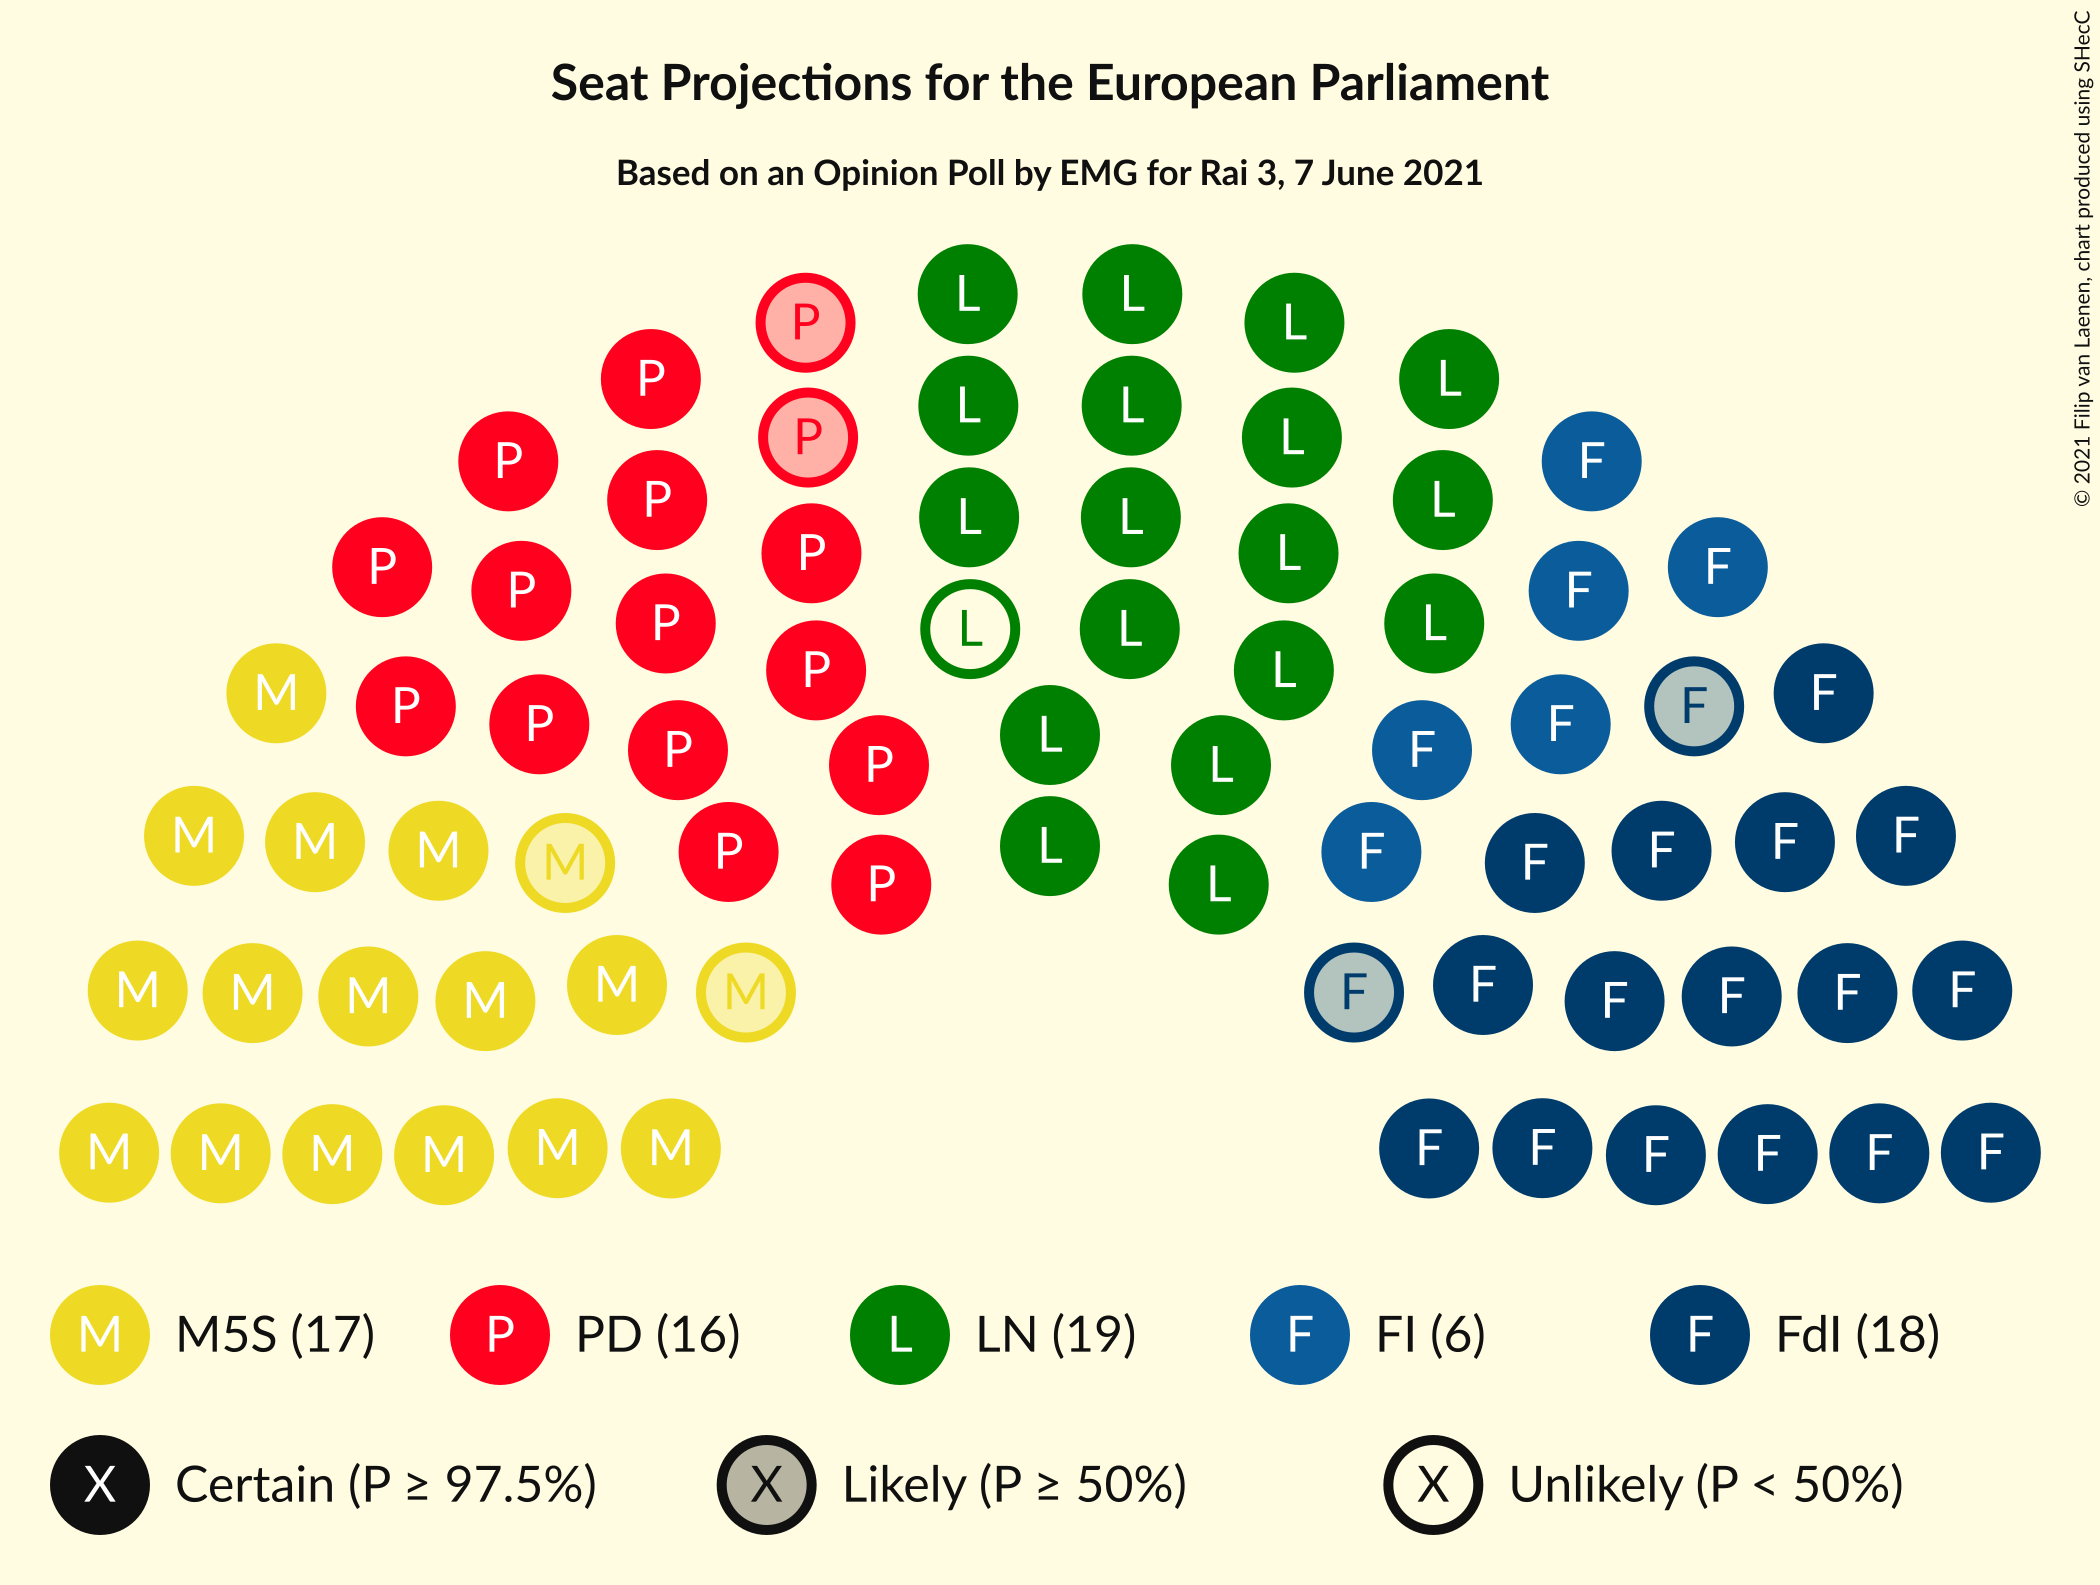 Seat Projections for the European Parliament
Based on an Opinion Poll by EMG for Rai 3, 7 June 2021
© 2021 Filip van Laenen, chart produced using SHecC
L L
P L L
P L
P L L L
P L
P F
P L L
P L L
P P L F
P F
P P L L L
P L
M P P P L F F F
P L L F F
P L
M M M M P L F F F F F
P L
M M M M M M F F F F F F
M M M M M M F F F F F F
M M5S (17) P PD (16) L LN (19) F FI (6) F FdI (18)
X Certain (P ≥ 97.5%) X Likely (P ≥ 50%) X Unlikely (P < 50%)